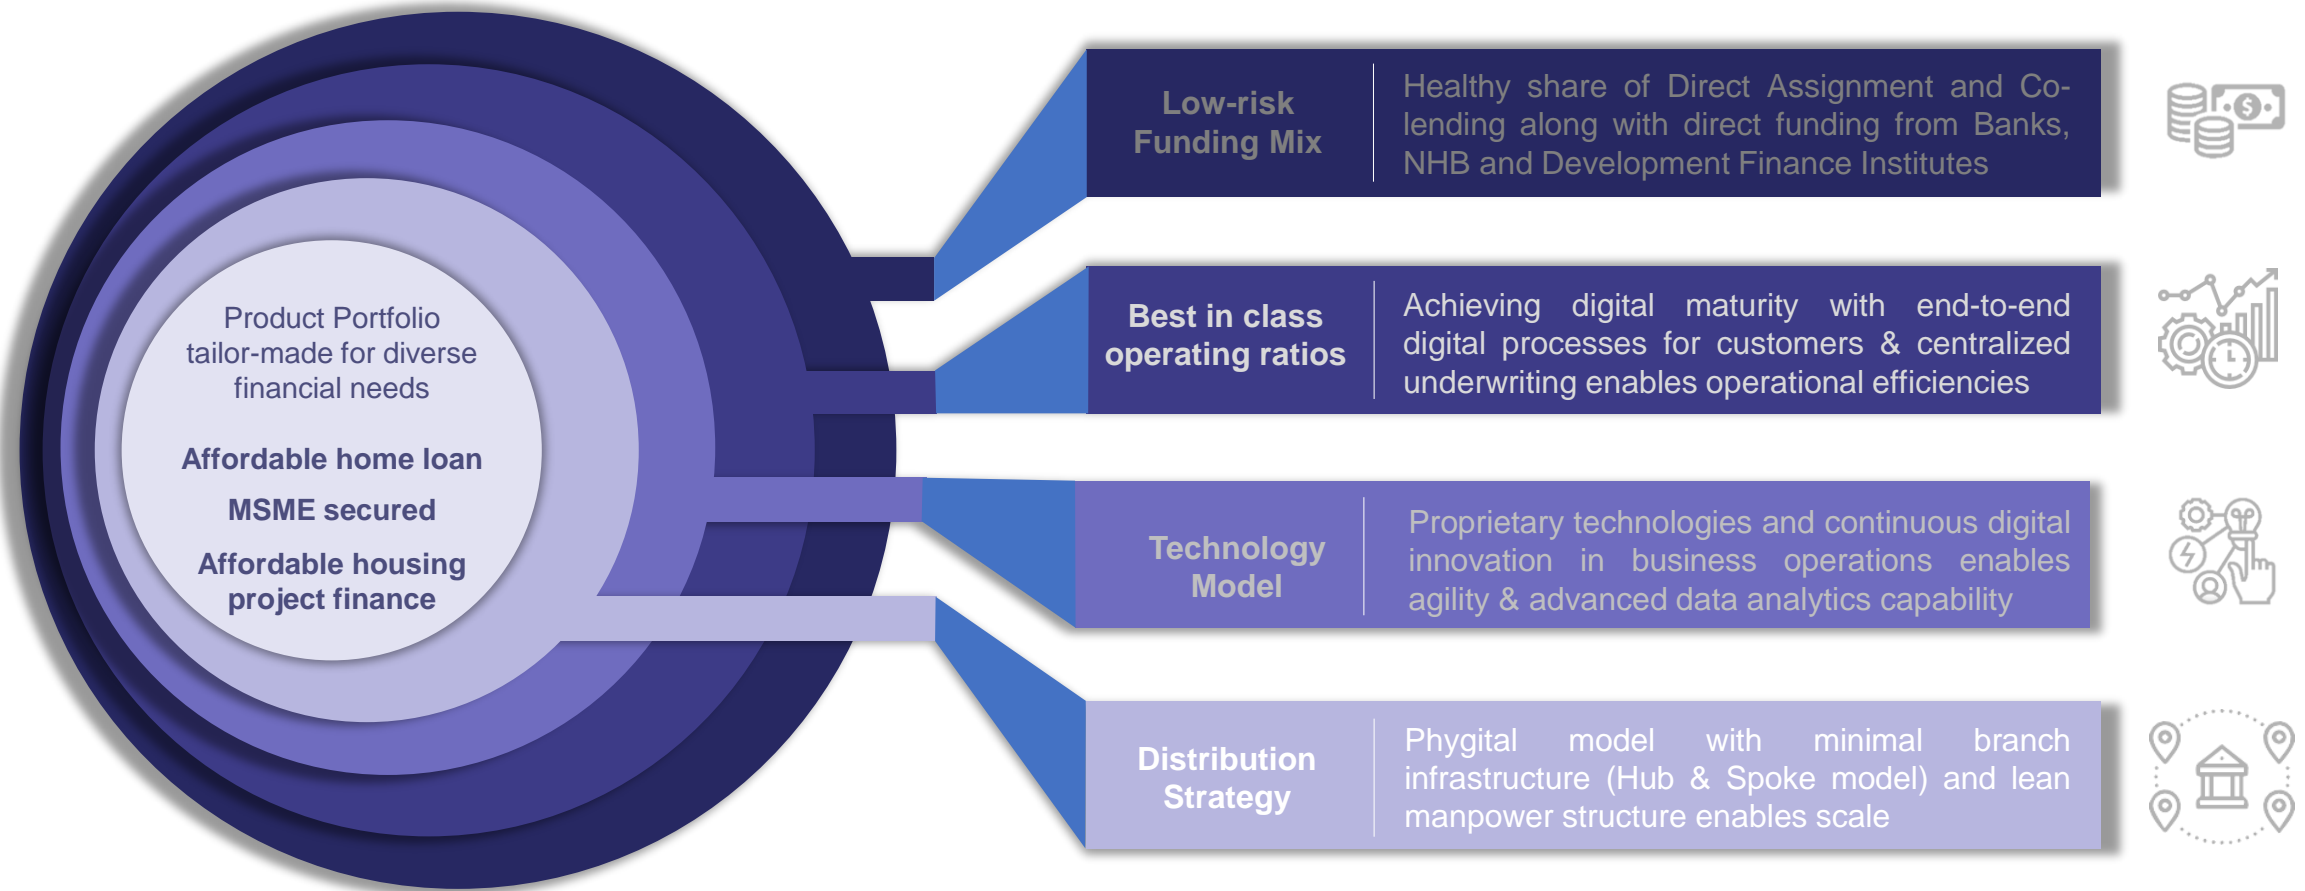 Product Portfolio
tailor-made for diverse
financial needs
Affordable home loan
MSME secured
Affordable housing
project finance
Low-risk
Funding Mix
Healthy share of Direct Assignment and Co-
lending along with direct funding from Banks,
NHB and Development Finance Institutes
Best in class
operating ratios
Achieving digital maturity with end-to-end
digital processes for customers & centralized
underwriting enables operational efficiencies
Technology
Model
Proprietary technologies and continuous digital
innovation in business operations enables
agility & advanced data analytics capability
Distribution
Strategy
Phygital model with minimal branch
infrastructure (Hub & Spoke model) and lean
manpower structure enables scale